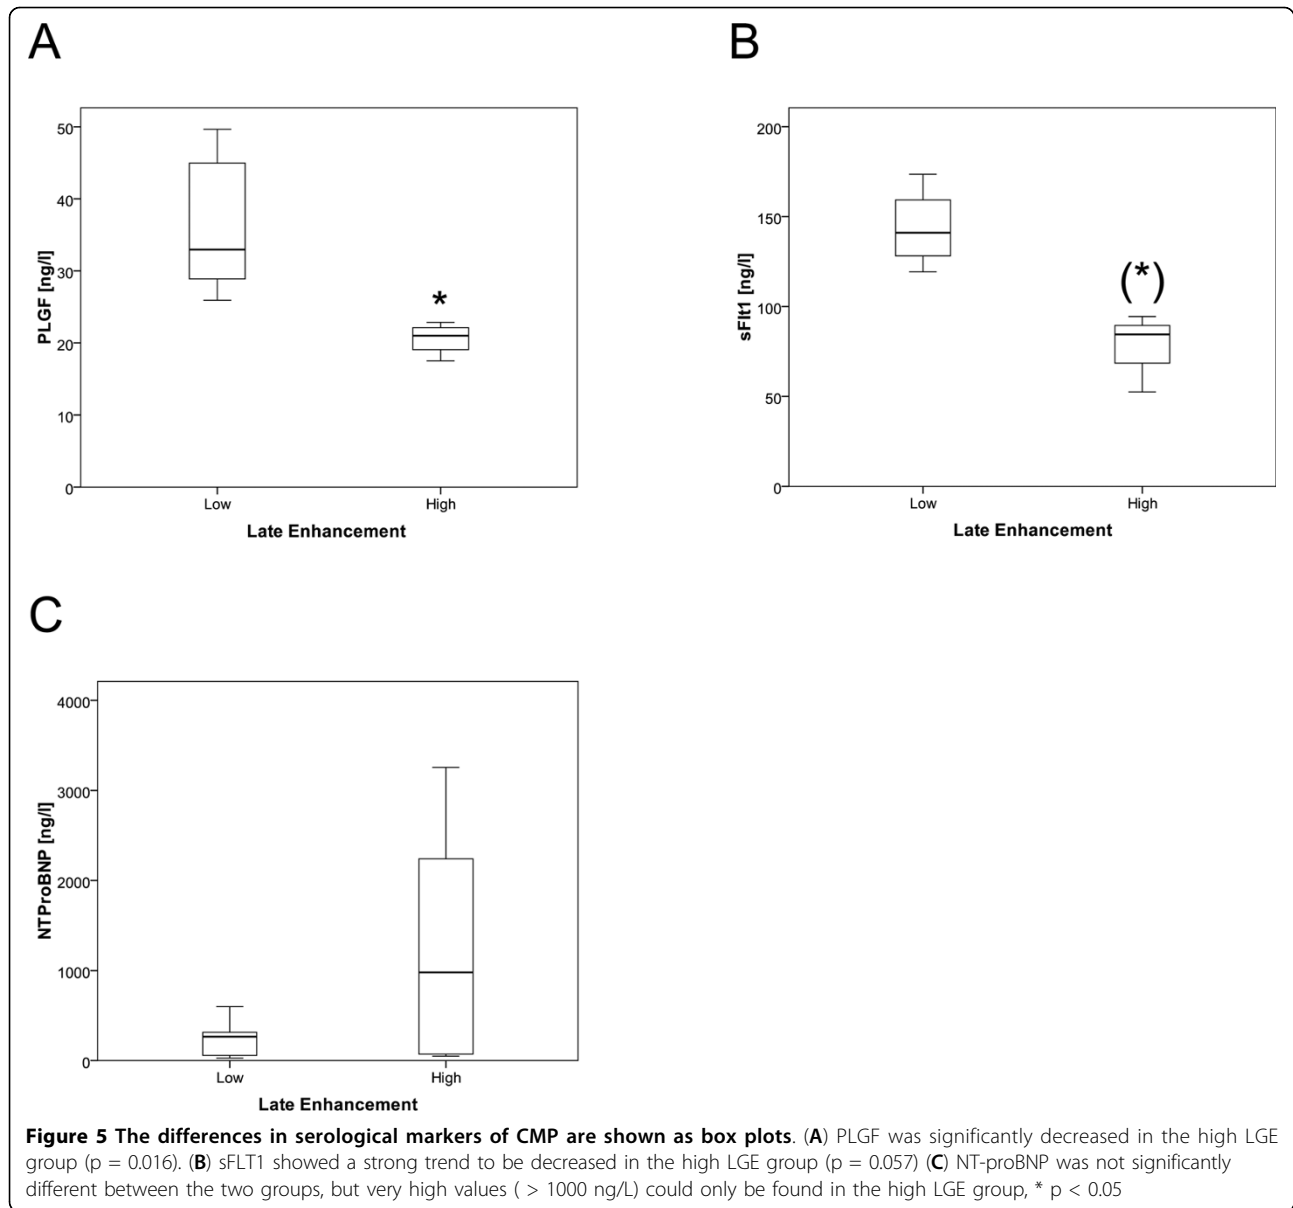 A
B
50
40
30
20
10
0
PLGF [ng/l]
*
Low
High
Late Enhancement
200
150
100
50
0
sFlt1 [ng/l]
(*)
Low
High
Late Enhancement
C
4000
3000
2000
1000
0
NTProBNP [ng/l]
Low
High
Late Enhancement
Figure 5 The differences in serological markers of CMP are shown as box plots. (A) PLGF was significantly decreased in the high LGE
group (p = 0.016). (B) sFLT1 showed a strong trend to be decreased in the high LGE group (p = 0.057) (C) NT-proBNP was not significantly
different between the two groups, but very high values ( > 1000 ng/L) could only be found in the high LGE group, * p < 0.05